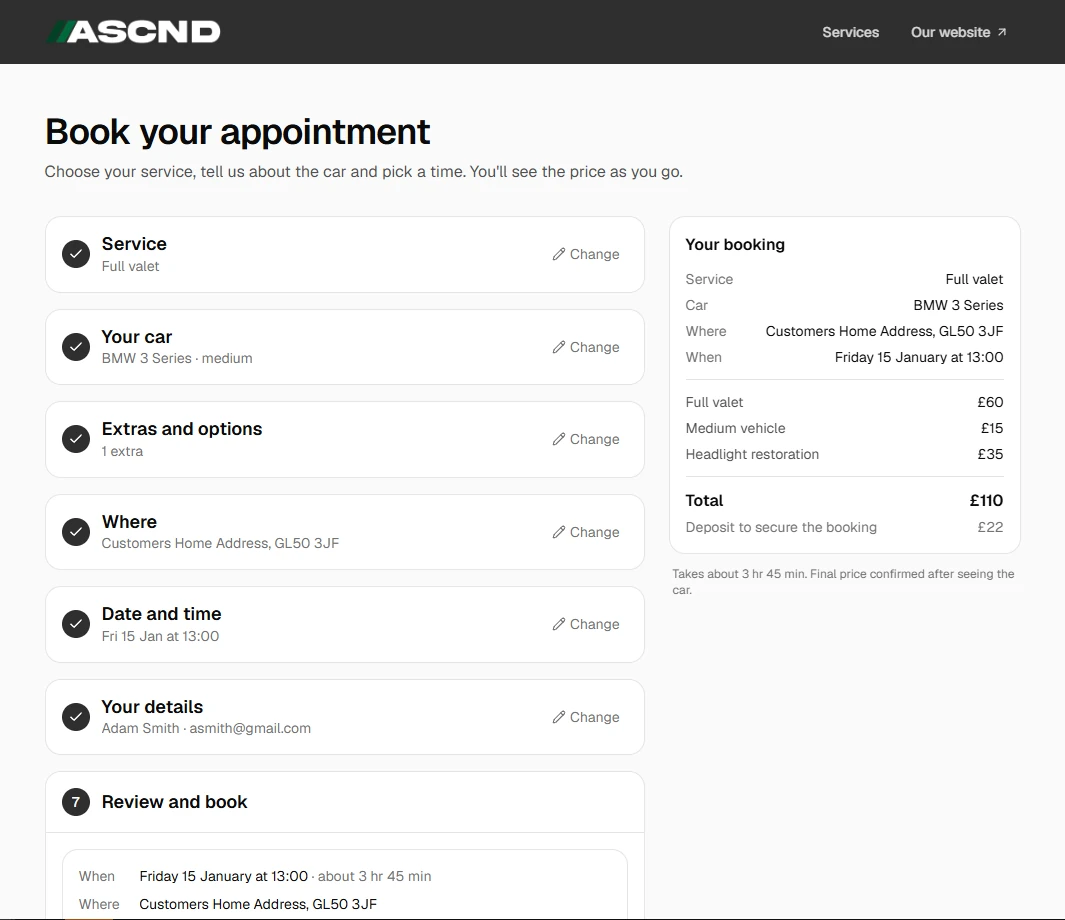 ASCND
Services
Our website ↗
Book your appointment
Choose your service, tell us about the car and pick a time. You'll see the price as you go.
Service
Full valet
Change
Your car
BMW 3 Series · medium
Change
Extras and options
1 extra
Change
Where
Customers Home Address, GL50 3JF
Change
Date and time
Fri 15 Jan at 13:00
Change
Your details
Adam Smith · asmith@gmail.com
Change
7 Review and book
When Friday 15 January at 13:00 · about 3 hr 45 min
Where Customers Home Address, GL50 3JF
Your booking
Service Full valet
Car BMW 3 Series
Where Customers Home Address, GL50 3JF
When Friday 15 January at 13:00
Full valet £60
Medium vehicle £15
Headlight restoration £35
Total £110
Deposit to secure the booking £22
Takes about 3 hr 45 min. Final price confirmed after seeing the
car.